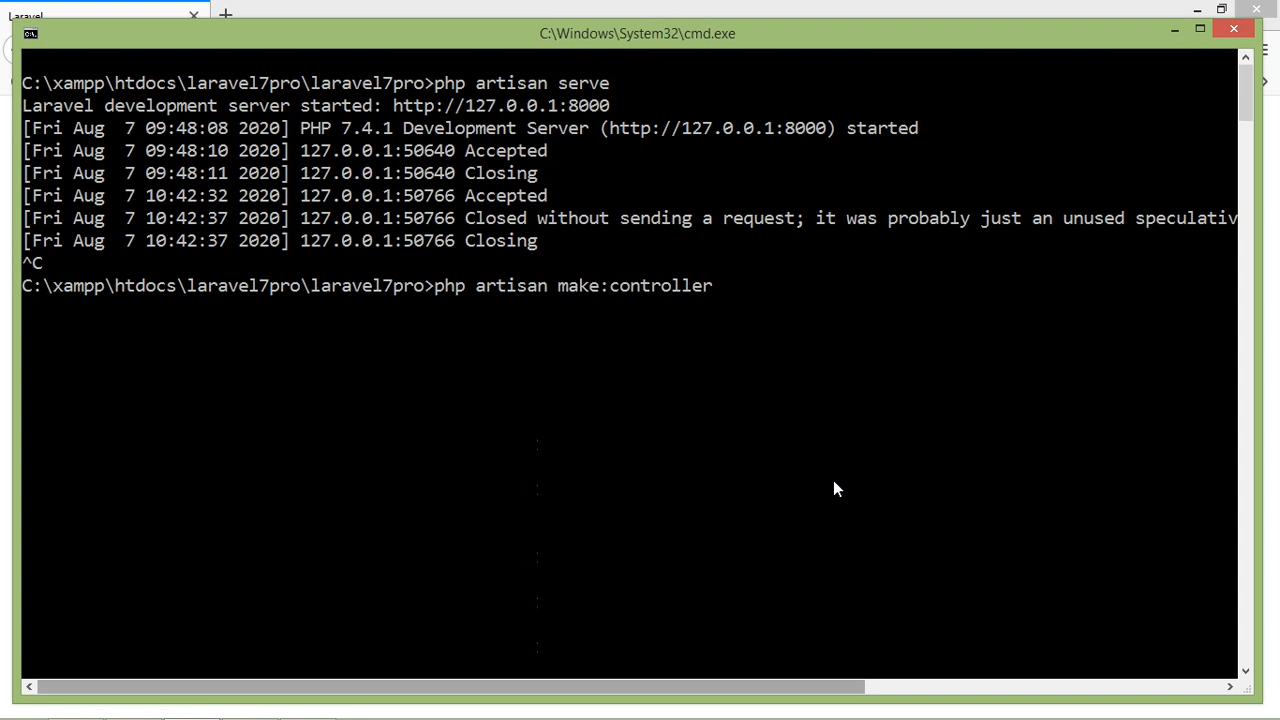 Laravel
C:\Windows\System32\cmd.exe
C:\xampp\htdocs\laravel7pro\laravel7pro>php artisan serve
Laravel development server started: http://127.0.0.1:8000
[Fri Aug  7 09:48:08 2020] PHP 7.4.1 Development Server (http://127.0.0.1:8000) started
[Fri Aug  7 09:48:10 2020] 127.0.0.1:50640 Accepted
[Fri Aug  7 09:48:11 2020] 127.0.0.1:50640 Closing
[Fri Aug  7 10:42:32 2020] 127.0.0.1:50766 Accepted
[Fri Aug  7 10:42:37 2020] 127.0.0.1:50766 Closed without sending a request; it was probably just an unused speculativ
[Fri Aug  7 10:42:37 2020] 127.0.0.1:50766 Closing
^C
C:\xampp\htdocs\laravel7pro\laravel7pro>php artisan make:controller